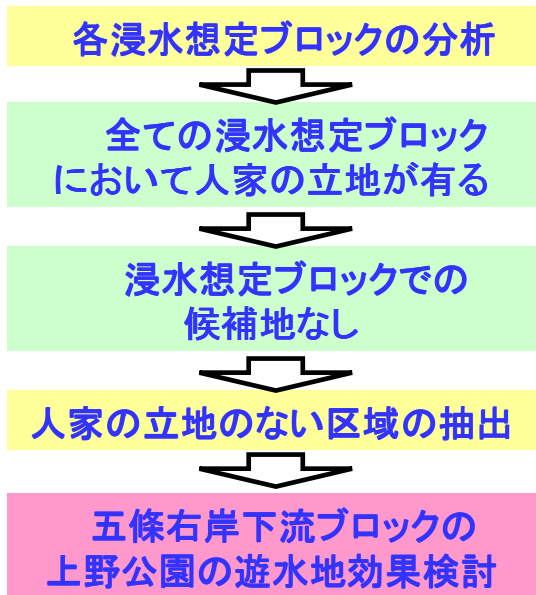 各浸水想定ブロックの分析
全ての浸水想定ブロック
において人家の立地が有る
浸水想定ブロックでの
候補地なし
人家の立地のない区域の抽出
五條右岸下流ブロックの
上野公園の遊水地効果検討